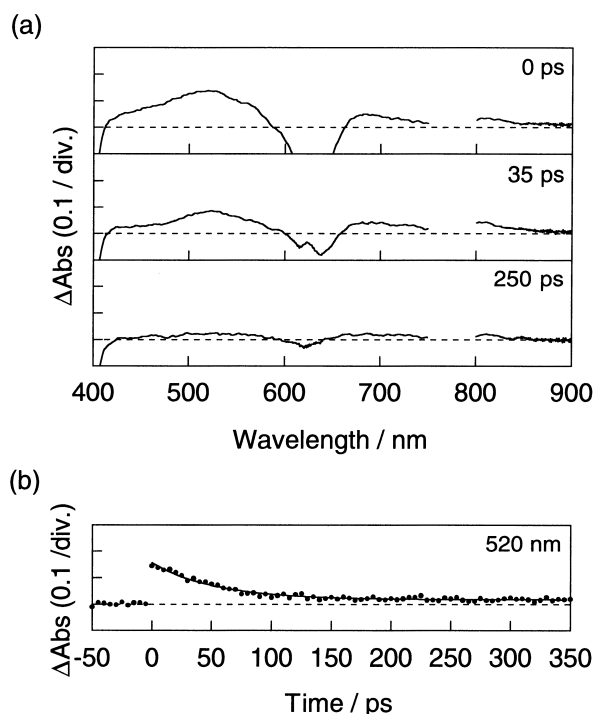 (a)
0 ps
35 ps
250 ps
ΔAbs (0.1 / div.)
400 500 600 700 800 900
Wavelength / nm
(b)
520 nm
ΔAbs (0.1 /div.)
-50 0 50 100 150 200 250 300 350
Time / ps